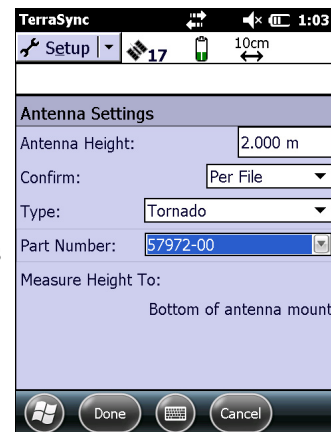 TerraSync 1:03
Setup 17 10cm
Antenna Settings
Antenna Height: 2.000 m
Confirm: Per File
Type: Tornado
Part Number: 57972-00
Measure Height To:
Bottom of antenna mount
Done Cancel